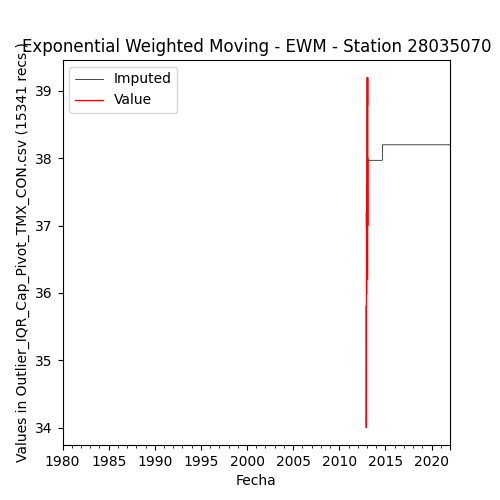 Exponential Weighted Moving - EWM - Station 28035070
Values in Outlier_IQR_Cap_Pivot_TMX_CON.csv (15341 recs.)
Imputed
Value
39
38
37
36
35
34
1980 1985 1990 1995 2000 2005 2010 2015 2020
Fecha